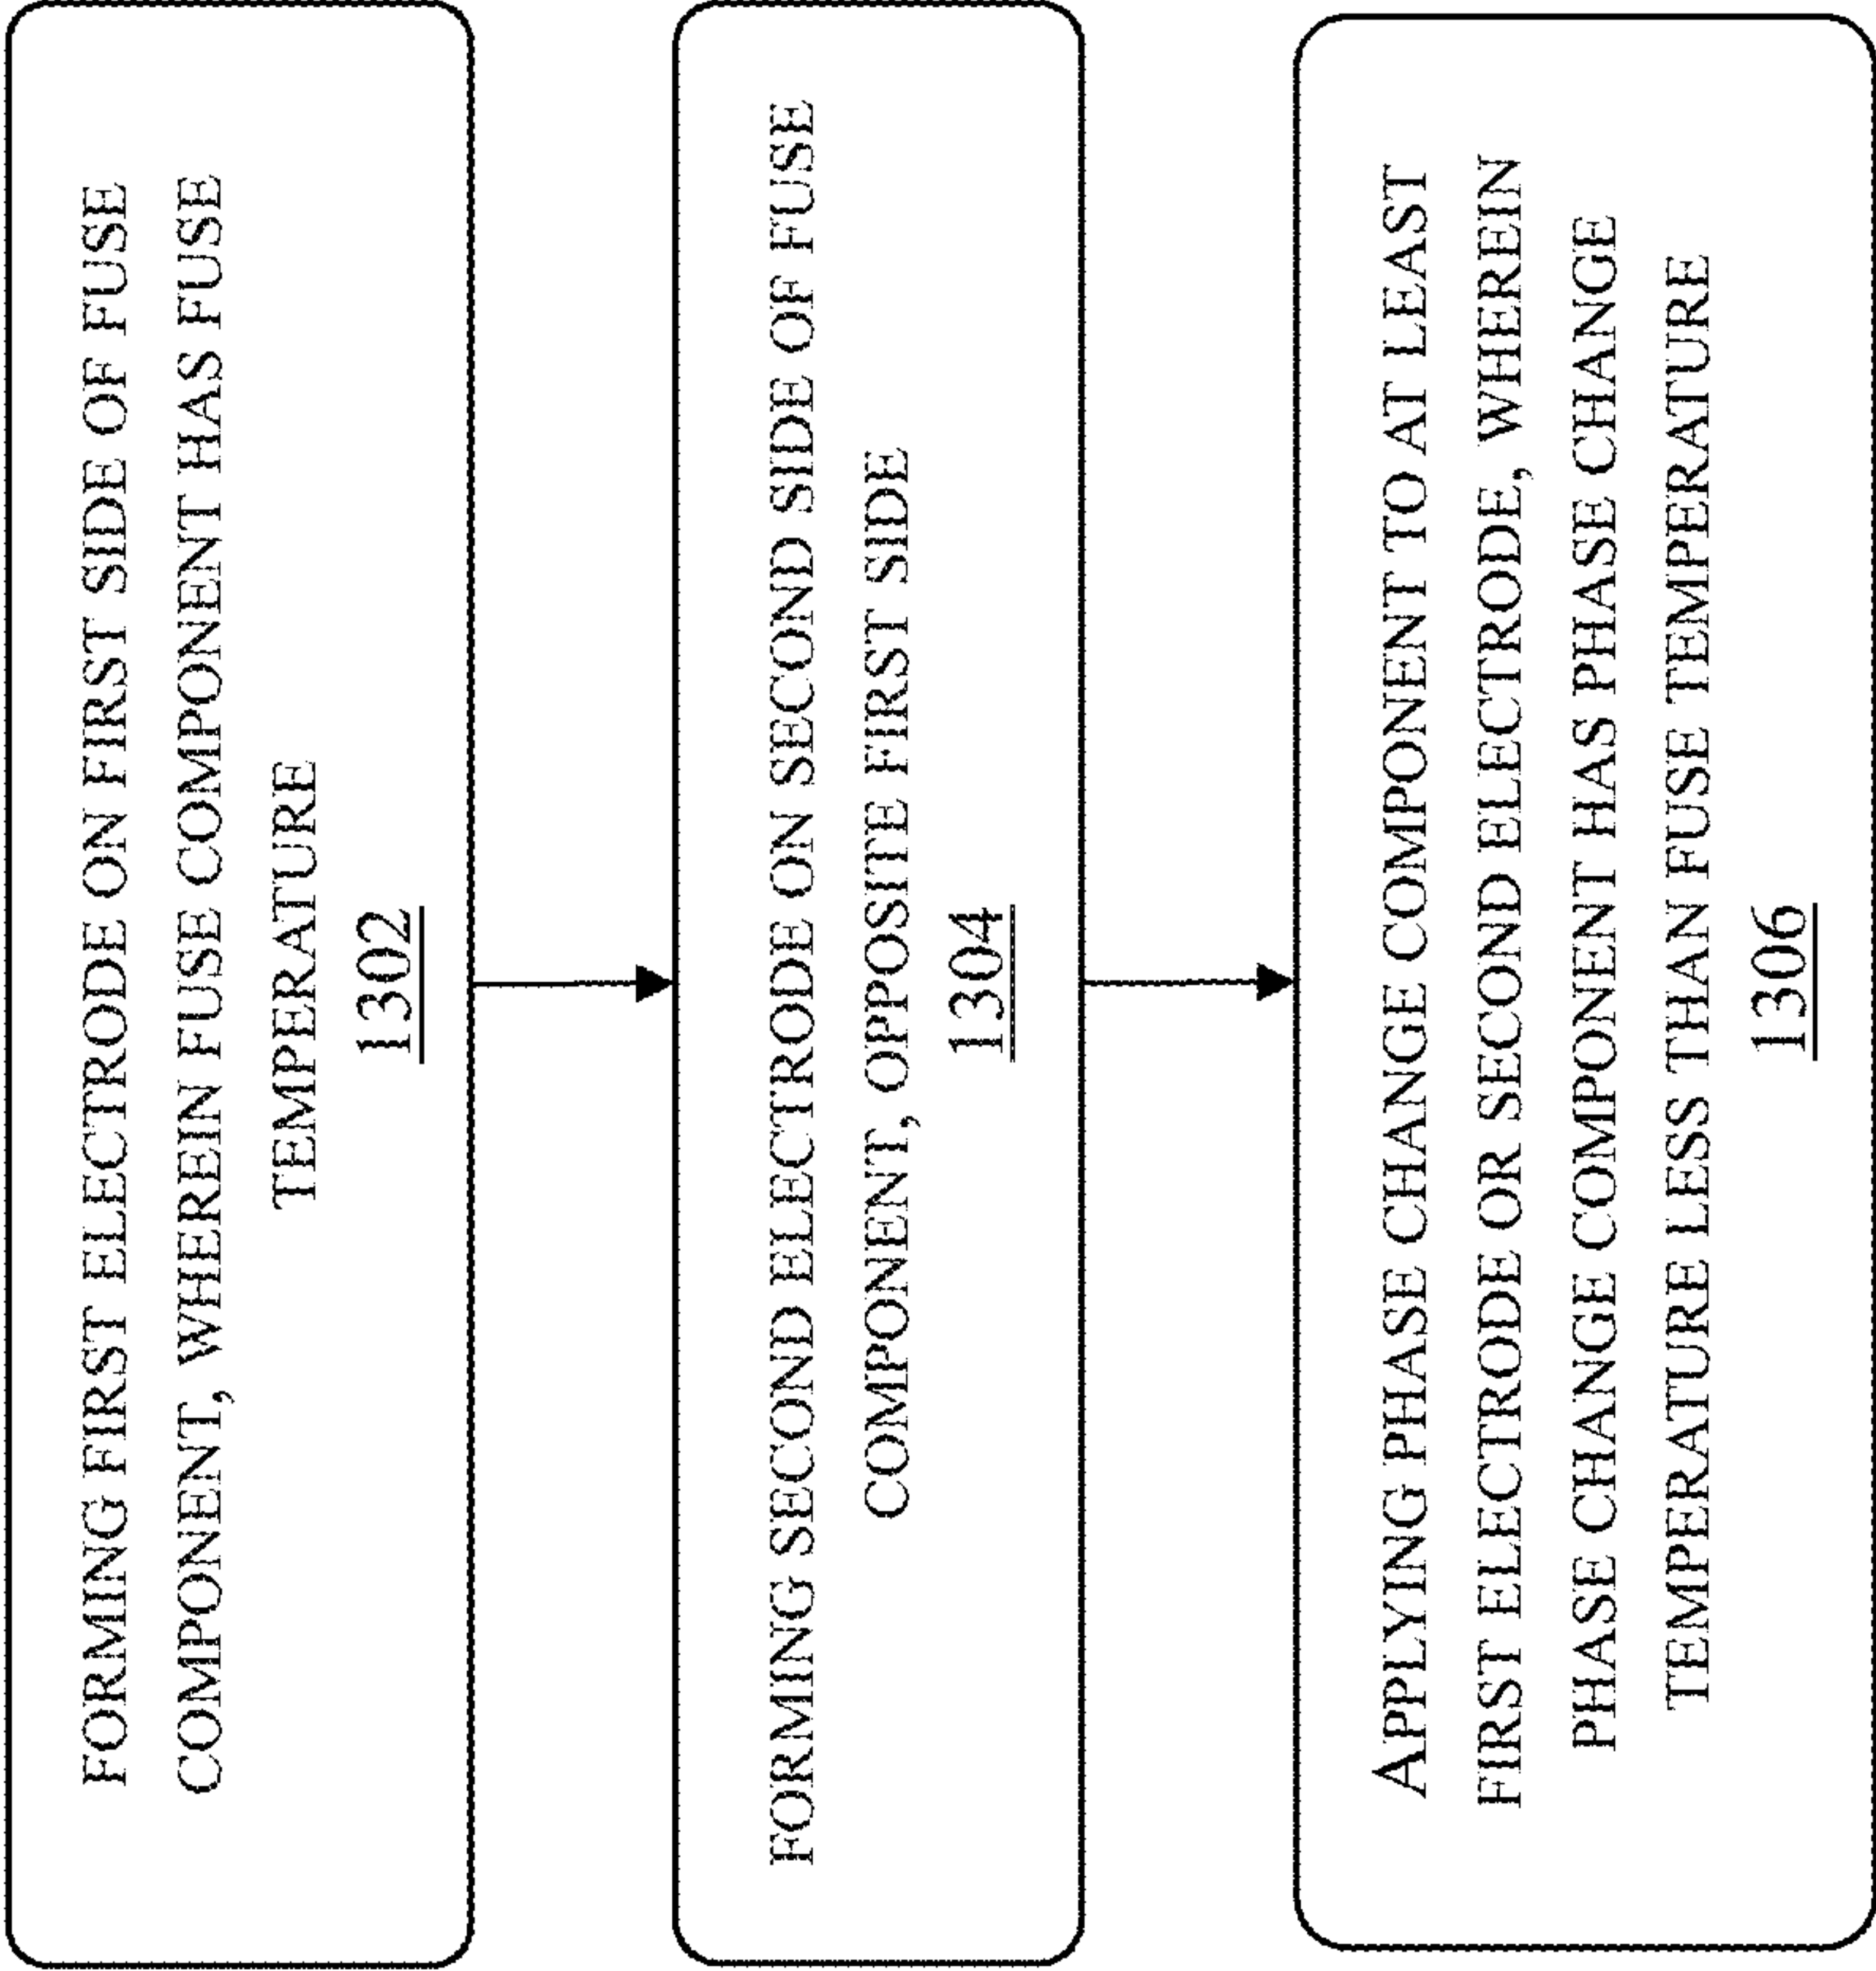 FORMING FIRST ELECTRODE ON FIRST SIDE OF FUSE
COMPONENT, WHEREIN FUSE COMPONENT HAS FUSE
TEMPERATURE
1302
FORMING SECOND ELECTRODE ON SECOND SIDE OF FUSE
COMPONENT, OPPOSITE FIRST SIDE
1304
APPLYING PHASE CHANGE COMPONENT TO AT LEAST
FIRST ELECTRODE OR SECOND ELECTRODE, WHEREIN
PHASE CHANGE COMPONENT HAS PHASE CHANGE
TEMPERATURE LESS THAN FUSE TEMPERATURE
1306